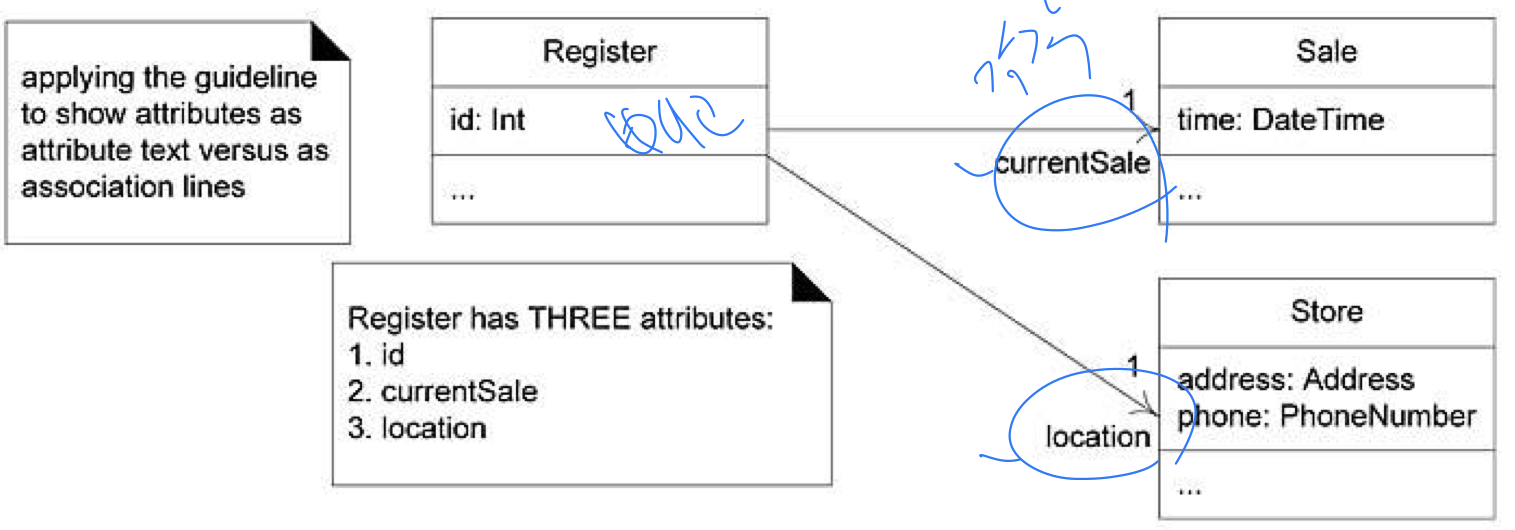 applying the guideline
to show attributes as
attribute text versus as
association lines
Register
id: Int
...
1
currentSale
Sale
time: DateTime
...
Register has THREE attributes:
1. id
2. currentSale
3. location
1
location
Store
address: Address
phone: PhoneNumber
...